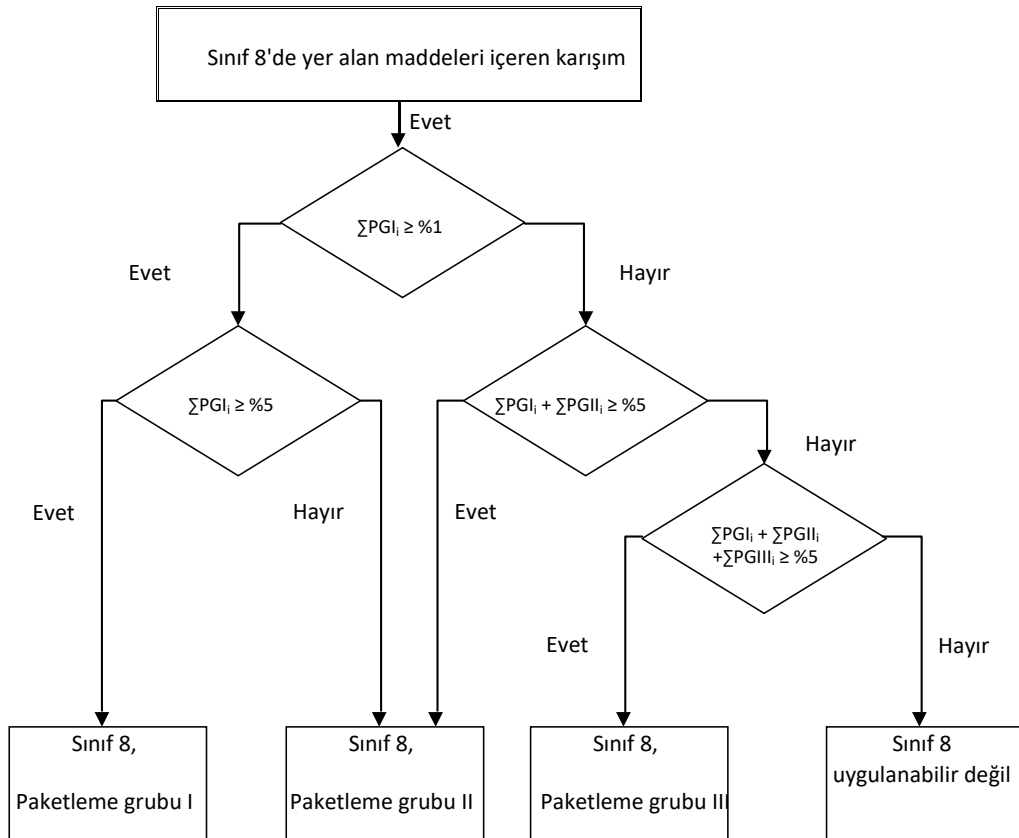 Sınıf 8'de yer alan maddeleri içeren karışım
Evet
∑PGIᵢ ≥ %1
Evet
Hayır
∑PGIᵢ ≥ %5
∑PGIᵢ + ∑PGIIᵢ ≥ %5
Hayır
Evet
Hayır
Evet
∑PGIᵢ + ∑PGIIᵢ
+∑PGIIIᵢ ≥ %5
Evet
Hayır
Sınıf 8,
Paketleme grubu I
Sınıf 8,
Paketleme grubu II
Sınıf 8,
Paketleme grubu III
Sınıf 8
uygulanabilir değil